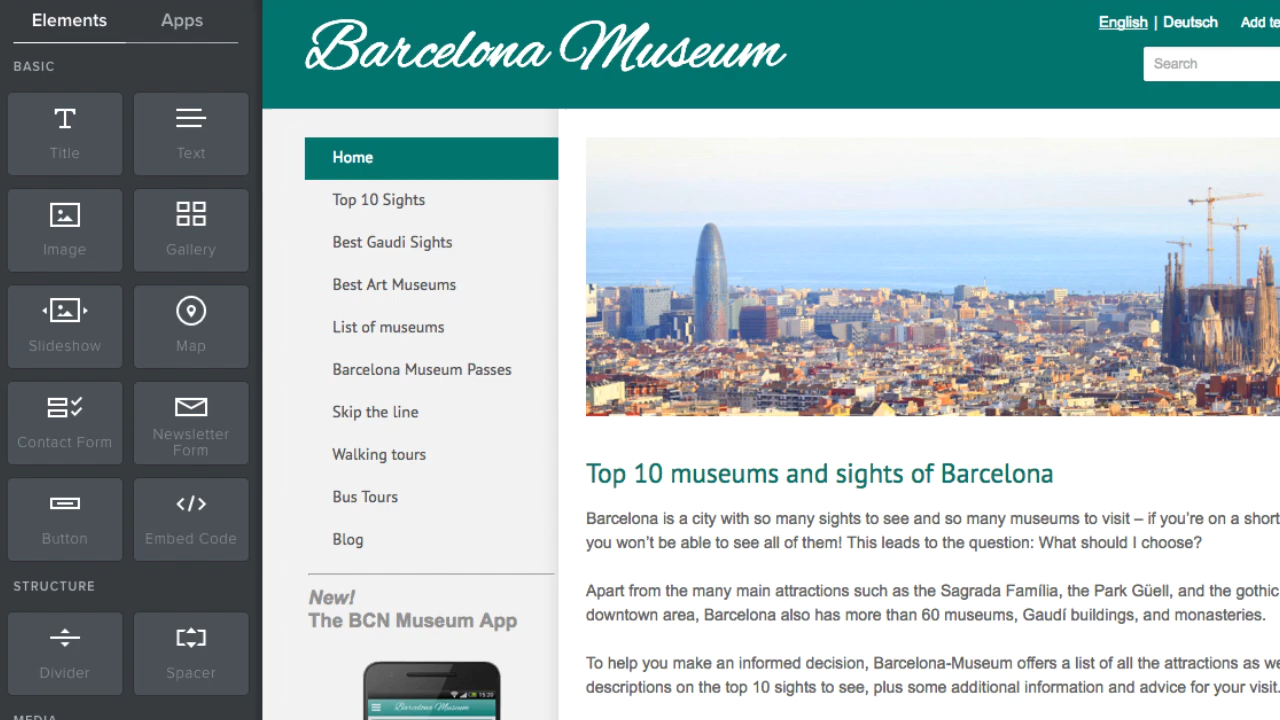 Elements Apps
BASIC
Title Text
Image Gallery
Slideshow Map
Contact Form Newsletter Form
Button Embed Code
STRUCTURE
Divider Spacer
MEDIA
Barcelona Museum
English | Deutsch Add te
Search
Home
Top 10 Sights
Best Gaudi Sights
Best Art Museums
List of museums
Barcelona Museum Passes
Skip the line
Walking tours
Bus Tours
Blog
New!
The BCN Museum App
15:20
Barcelona Museum
Top 10 museums and sights of Barcelona
Barcelona is a city with so many sights to see and so many museums to visit – if you’re on a short
you won’t be able to see all of them! This leads to the question: What should I choose?
Apart from the many main attractions such as the Sagrada Família, the Park Güell, and the gothic
downtown area, Barcelona also has more than 60 museums, Gaudí buildings, and monasteries.
To help you make an informed decision, Barcelona-Museum offers a list of all the attractions as we
descriptions on the top 10 sights to see, plus some additional information and advice for your visit.